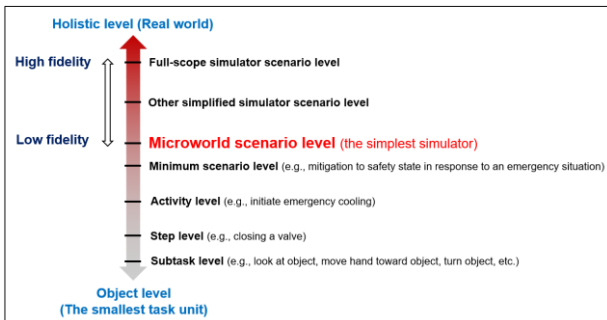 Holistic level (Real world)
High fidelity
Full-scope simulator scenario level
Other simplified simulator scenario level
Low fidelity
Microworld scenario level (the simplest simulator)
Minimum scenario level (e.g., mitigation to safety state in response to an emergency situation)
Activity level (e.g., initiate emergency cooling)
Step level (e.g., closing a valve)
Subtask level (e.g., look at object, move hand toward object, turn object, etc.)
Object level
(The smallest task unit)